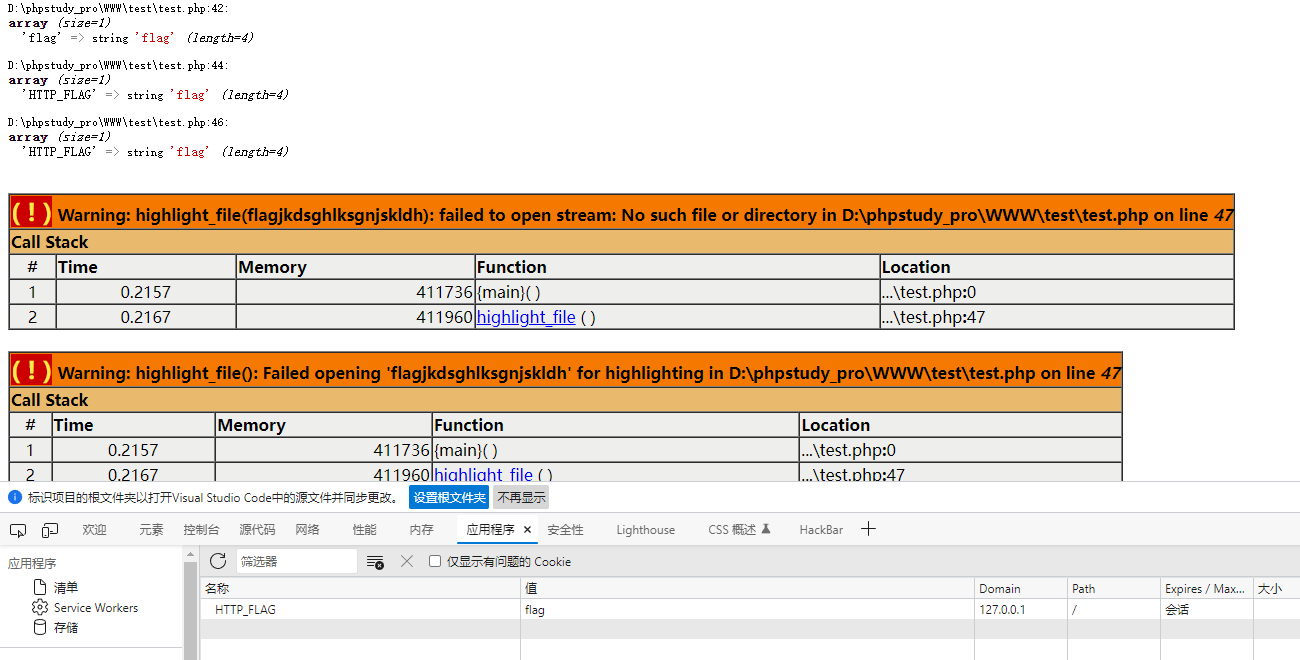 D:\phpstudy_pro\WWW\test\test.php:42:
array (size=1)
'flag' => string 'flag' (length=4)
D:\phpstudy_pro\WWW\test\test.php:44:
array (size=1)
'HTTP_FLAG' => string 'flag' (length=4)
D:\phpstudy_pro\WWW\test\test.php:46:
array (size=1)
'HTTP_FLAG' => string 'flag' (length=4)
( ! ) Warning: highlight_file(flagjkdsghlksgnjskldh): failed to open stream: No such file or directory in D:\phpstudy_pro\WWW\test\test.php on line 47
Call Stack
# Time Memory Function Location
1 0.2157 411736 {main}( ) ...\test.php:0
2 0.2167 411960 highlight_file ( ) ...\test.php:47
( ! ) Warning: highlight_file(): Failed opening 'flagjkdsghlksgnjskldh' for highlighting in D:\phpstudy_pro\WWW\test\test.php on line 47
Call Stack
# Time Memory Function Location
1 0.2157 411736 {main}( ) ...\test.php:0
2 0.2167 411960 highlight_file ( ) ...\test.php:47
标识项目的根文件夹以打开Visual Studio Code中的源文件并同步更改。 设置根文件夹 不再显示
欢迎 元素 控制台 源代码 网络 性能 内存 应用程序 × 安全性 Lighthouse CSS 概述 HackBar +
应用程序 筛选器 仅显示有问题的 Cookie
清单
Service Workers
存储
名称 值 Domain Path Expires / Max... 大小
HTTP_FLAG flag 127.0.0.1 / 会话